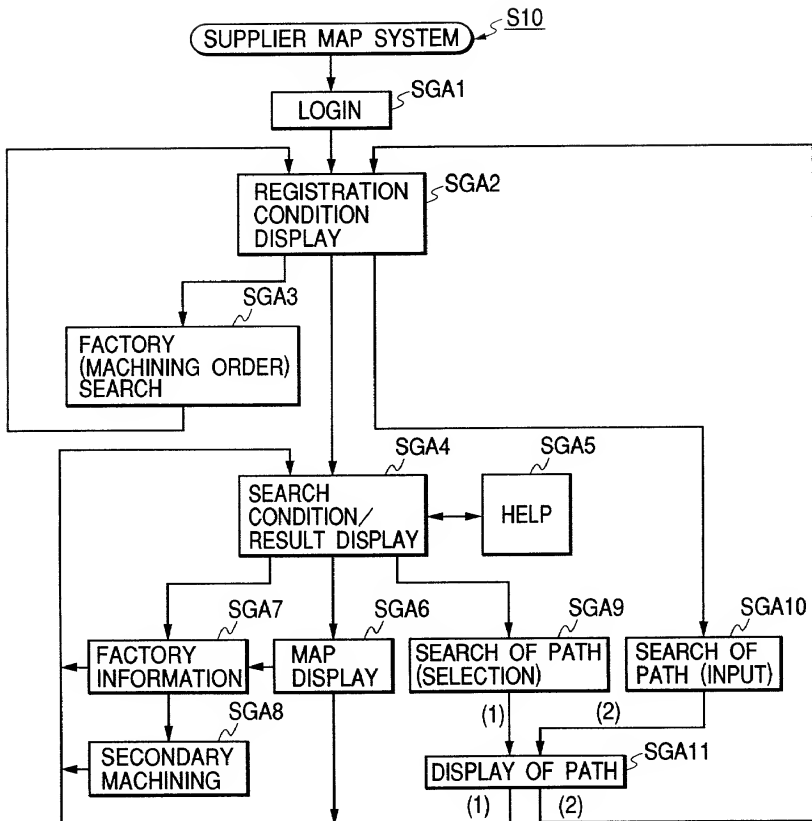 SUPPLIER MAP SYSTEM
S10
SGA1
LOGIN
SGA2
REGISTRATION
CONDITION
DISPLAY
SGA3
FACTORY
(MACHINING ORDER)
SEARCH
SGA4
SEARCH
CONDITION/
RESULT DISPLAY
SGA5
HELP
SGA7
FACTORY
INFORMATION
SGA6
MAP
DISPLAY
SGA9
SEARCH OF PATH
(SELECTION)
SGA10
SEARCH OF
PATH (INPUT)
(1)
(2)
SGA8
SECONDARY
MACHINING
SGA11
DISPLAY OF PATH
(1)
(2)